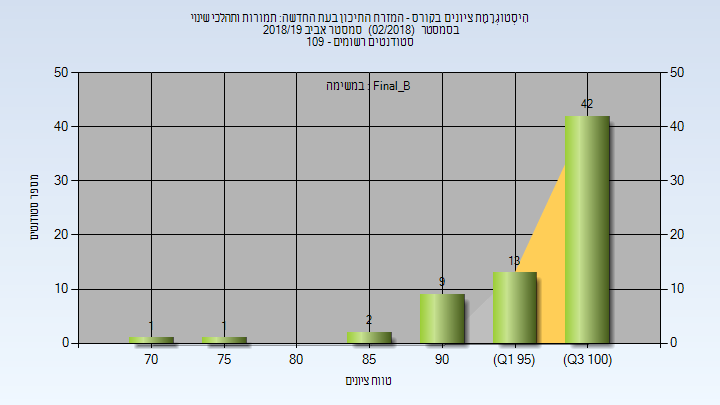 היסטוגרמת ציונים בקורס - המזרח התיכון בעת החדשה: תמורות ותהלכי שינוי
בסמסטר (02/2018) סמסטר אביב 2018/19
סטודנטים רשומים - 109
במשימה : Final_B
מספר סטודנטים
50 50
40 40
30 30
20 20
10 10
0 0
1 1 2 9 13 42
70 75 80 85 90 (Q1 95) (Q3 100)
טווח ציונים